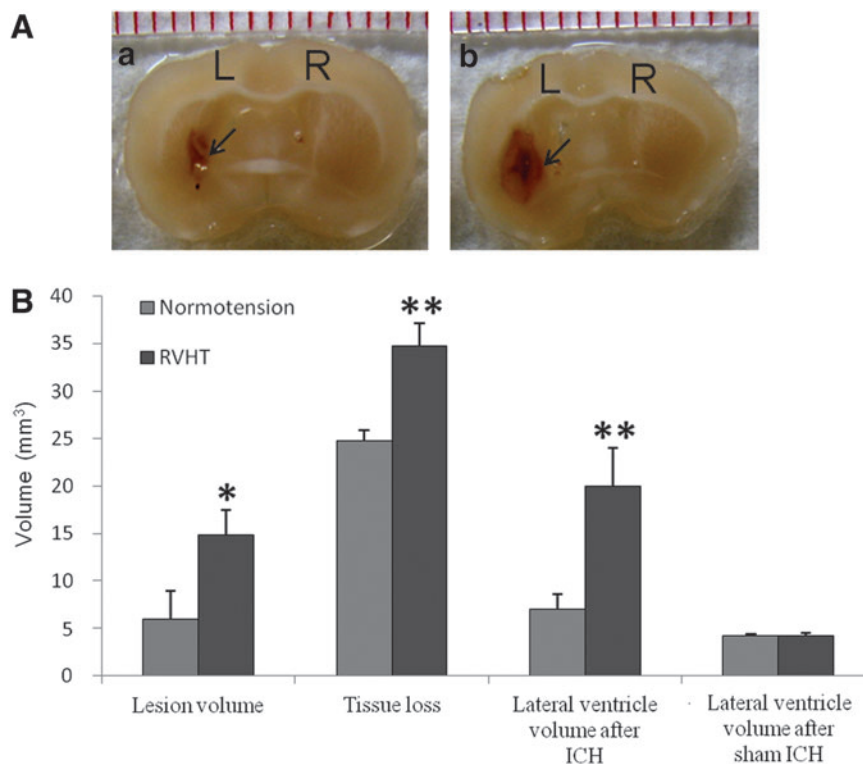 A
a
L R
b
L R
B
Normotension
RVHT
Volume (mm³)
40
35
30
25
20
15
10
5
0
*
**
**
Lesion volume
Tissue loss
Lateral ventricle
volume after
ICH
Lateral ventricle
volume after
sham ICH